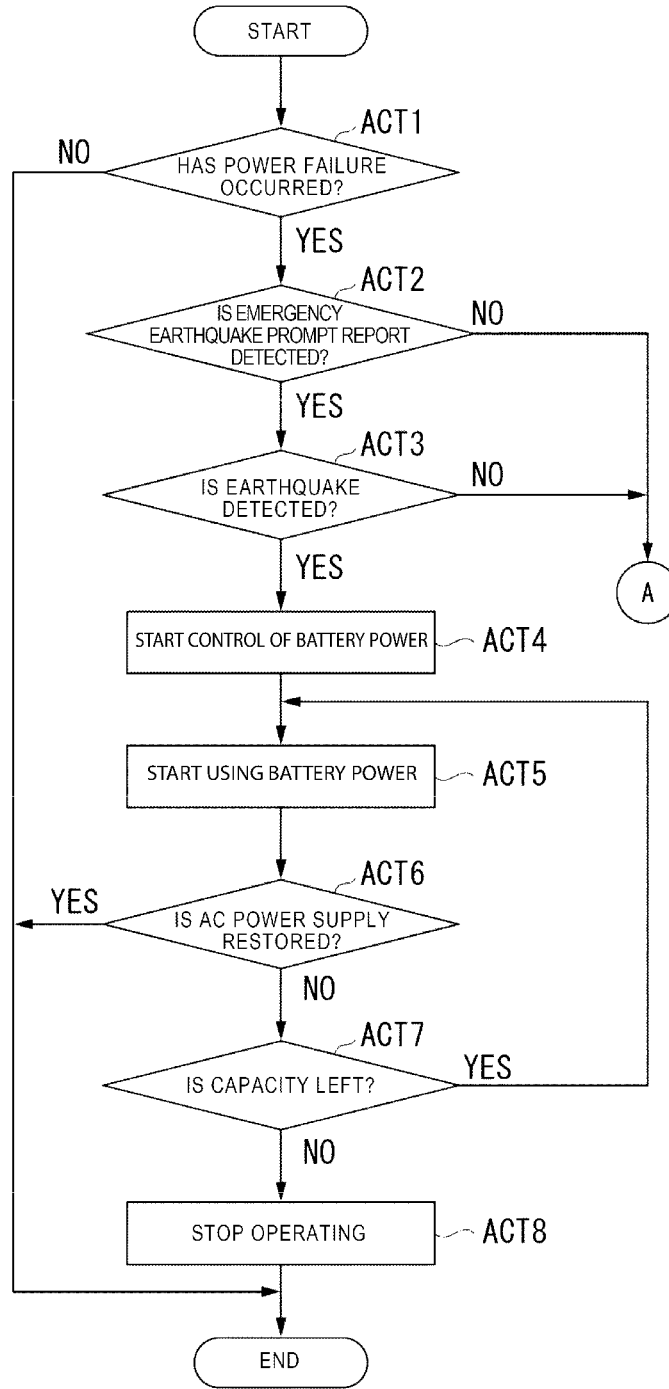 START
ACT1
NO
HAS POWER FAILURE
OCCURRED?
YES
ACT2
IS EMERGENCY
EARTHQUAKE PROMPT REPORT
DETECTED?
NO
YES
ACT3
IS EARTHQUAKE
DETECTED?
NO
YES
A
START CONTROL OF BATTERY POWER
ACT4
START USING BATTERY POWER
ACT5
ACT6
YES
IS AC POWER SUPPLY
RESTORED?
NO
ACT7
IS CAPACITY LEFT?
YES
NO
STOP OPERATING
ACT8
END